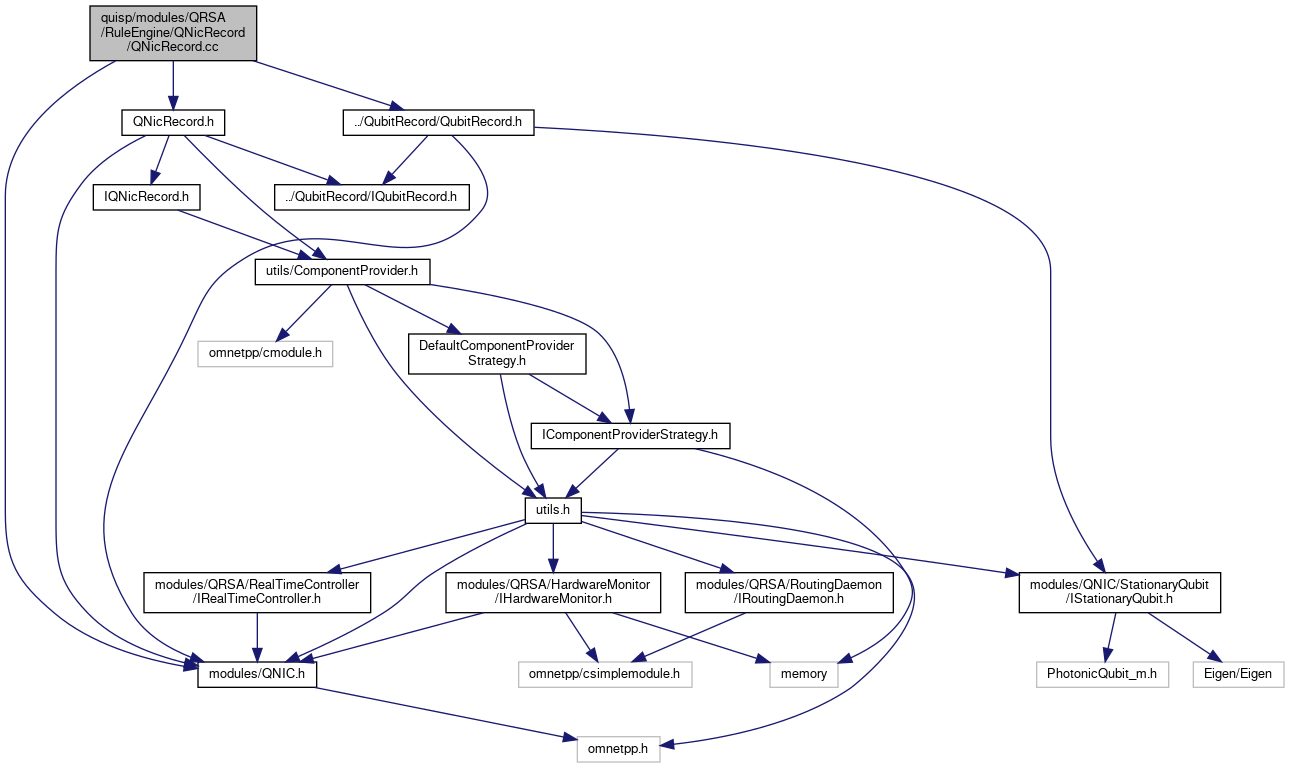 quisp/modules/QRSA
/RuleEngine/QNicRecord
/QNicRecord.cc
QNicRecord.h
../QubitRecord/QubitRecord.h
IQNicRecord.h
../QubitRecord/IQubitRecord.h
utils/ComponentProvider.h
omnetpp/cmodule.h
DefaultComponentProvider
Strategy.h
IComponentProviderStrategy.h
utils.h
modules/QRSA/RealTimeController
/IRealTimeController.h
modules/QRSA/HardwareMonitor
/IHardwareMonitor.h
modules/QRSA/RoutingDaemon
/IRoutingDaemon.h
modules/QNIC/StationaryQubit
/IStationaryQubit.h
modules/QNIC.h
omnetpp/csimplemodule.h
memory
PhotonicQubit_m.h
Eigen/Eigen
omnetpp.h